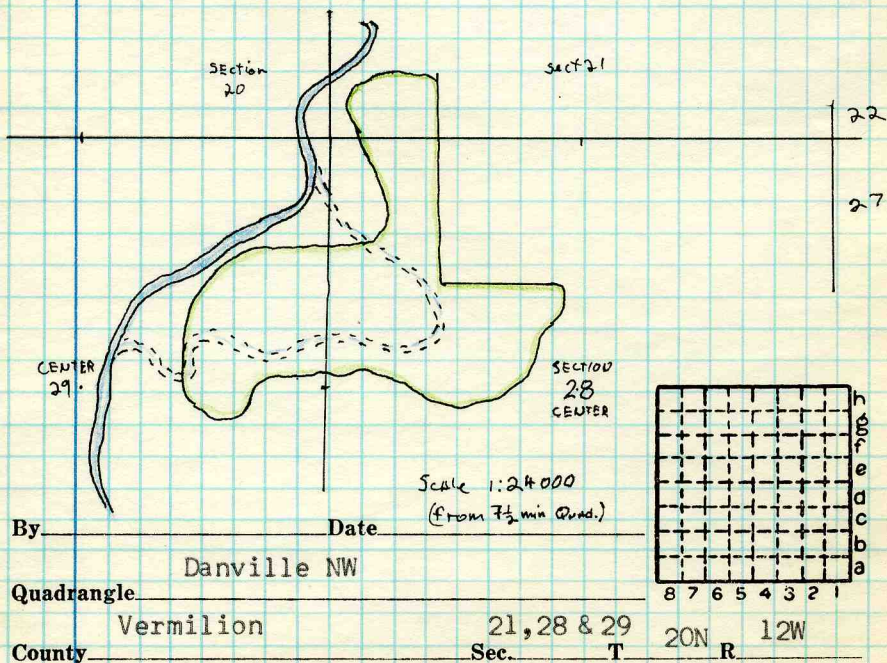 SECTION
20
Sect 21
22
27
CENTER
29.
SECTION
28
CENTER
Scale 1:24000
(from 7½ min Quad.)
h
g
f
e
d
c
b
a
8 7 6 5 4 3 2 1
By Date
Danville NW
Quadrangle
Vermilion 21,28 & 29 20N 12W
County Sec. T R